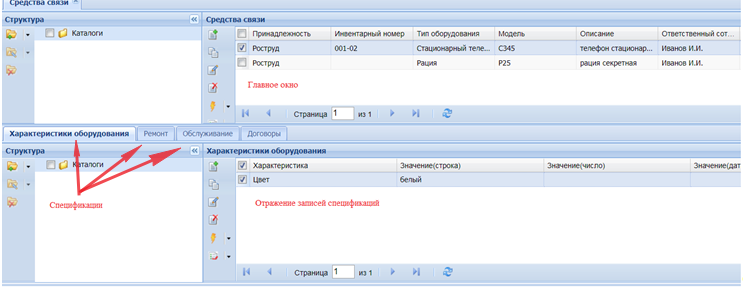 Средства связи
Структура
Каталоги
Средства связи
Принадлежность Инвентарный номер Тип оборудования Модель Описание Ответственный сот...
Роструд 001-02 Стационарный теле... C345 телефон стационар... Иванов И.И.
Роструд Рация P25 рация секретная Иванов И.И.
Главное окно
Страница 1 из 1
Характеристики оборудования Ремонт Обслуживание Договоры
Структура
Каталоги
Спецификации
Характеристики оборудования
Характеристика Значение(строка) Значение(число) Значение(дат
Цвет белый
Отражение записей спецификаций
Страница 1 из 1